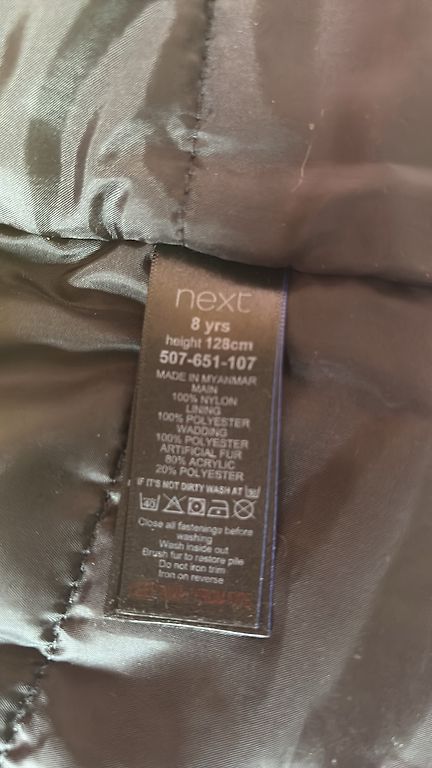 next
8 yrs
height 128cm
507-651-107
MADE IN MYANMAR
MAIN
100% NYLON
LINING
100% POLYESTER
WADDING
100% POLYESTER
ARTIFICIAL FUR
80% ACRYLIC
20% POLYESTER
IF IT'S NOT DIRTY WASH AT 30
40
Close all fastenings before
washing
Wash inside out
Brush fur to restore pile
Do not iron trim
Iron on reverse